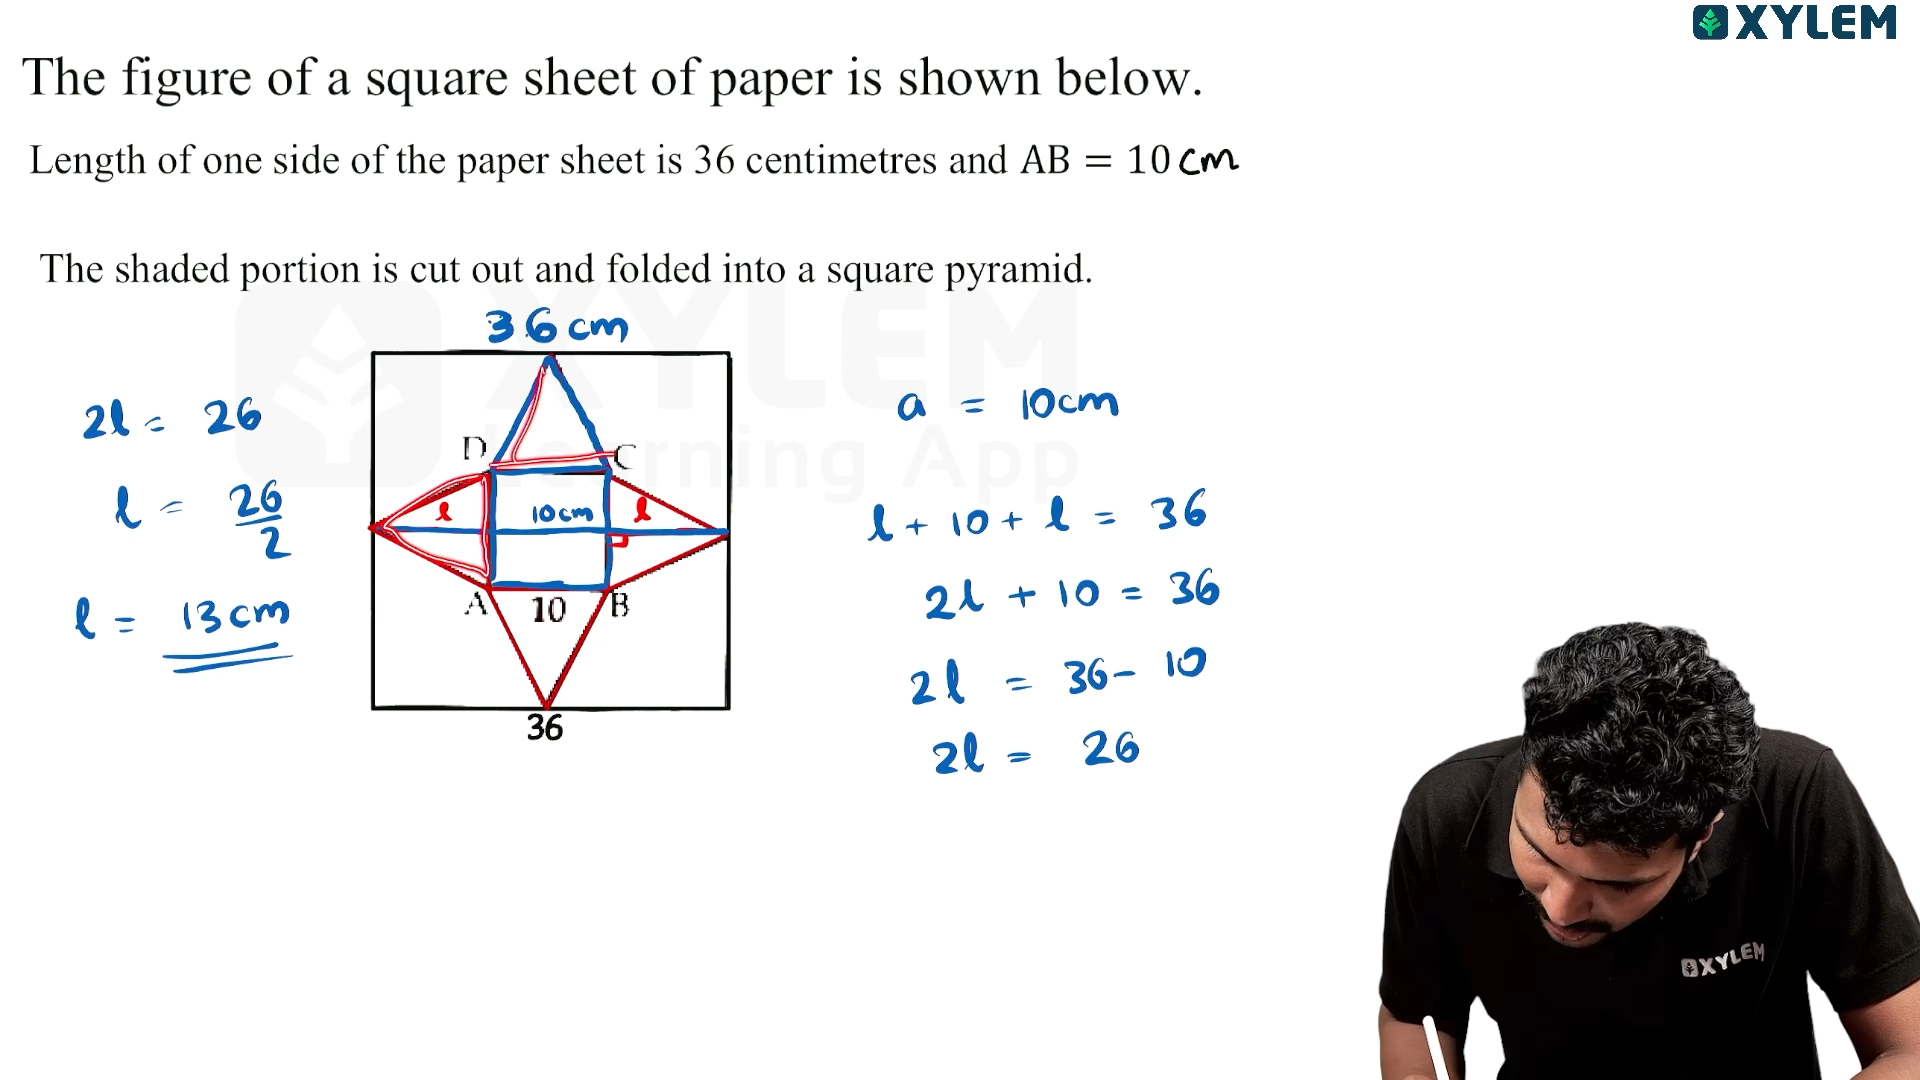 XYLEM
The figure of a square sheet of paper is shown below.
Length of one side of the paper sheet is 36 centimetres and AB = 10 cm
The shaded portion is cut out and folded into a square pyramid.
XYLEM
Learning App
36 cm
D
C
l
10cm
l
A
10
B
36
2l = 26
l = 26/2
l = 13 cm
a = 10cm
l + 10 + l = 36
2l + 10 = 36
2l = 36 - 10
2l = 26
XYLEM